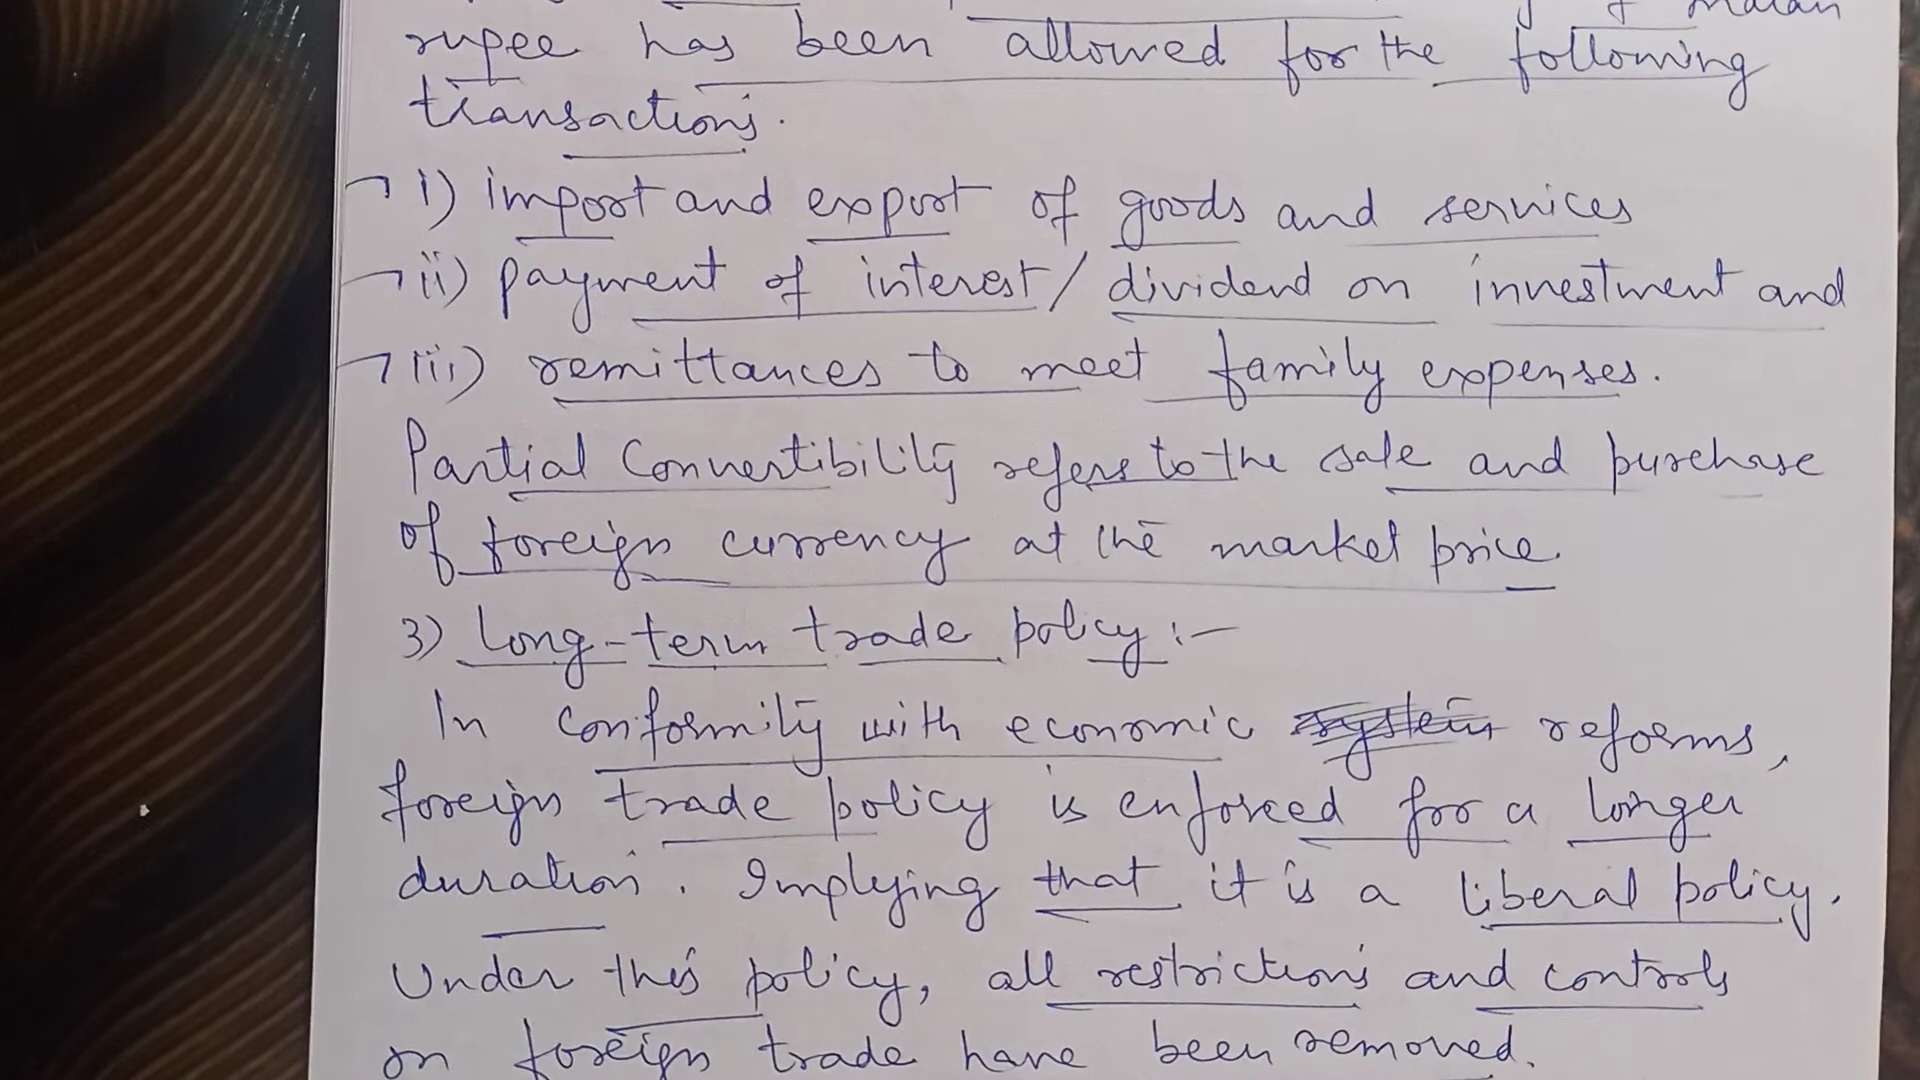 rupee has been allowed for the following
transactions.
i) import and export of goods and services
ii) payment of interest/dividend on investment and
iii) remittances to meet family expenses.
Partial Convertibility refers to the sale and purchase
of foreign currency at the market price.
3) Long-term trade policy :-
In conformity with economic system reforms,
foreign trade policy is enforced for a longer
duration. Implying that it is a liberal policy.
Under this policy, all restrictions and controls
on foreign trade have been removed.